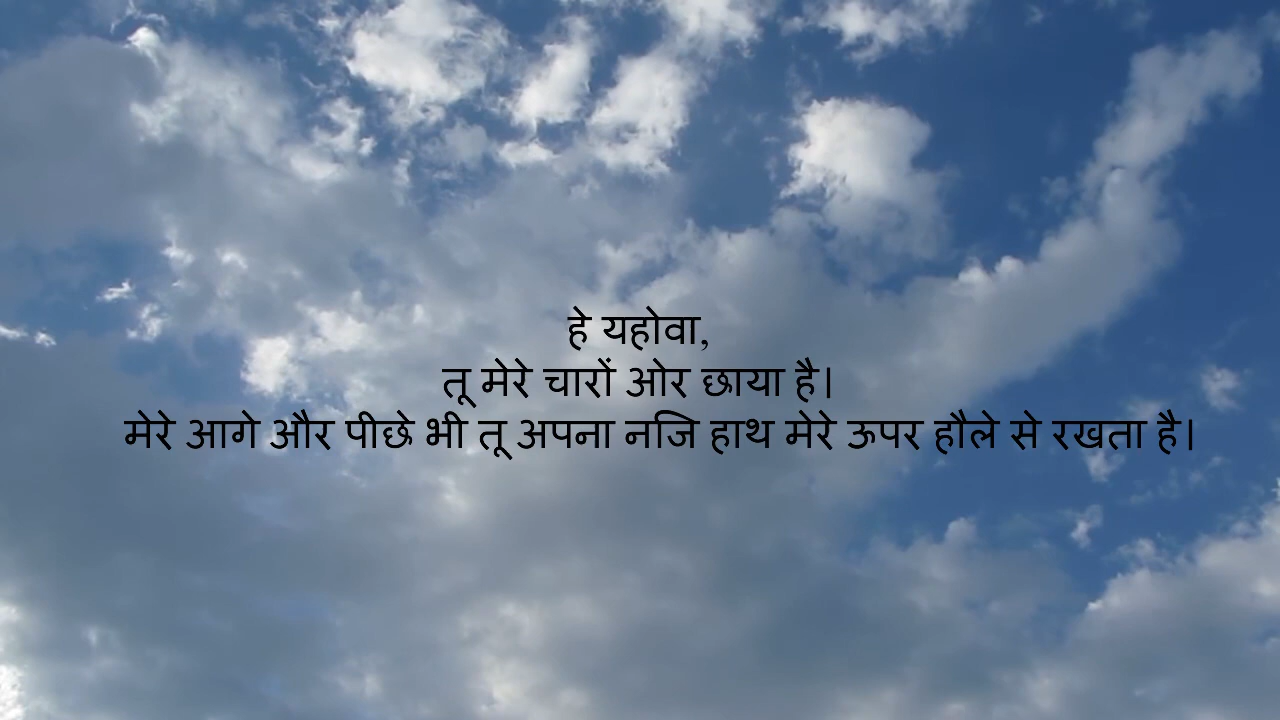 हे यहोवा,
तू मेरे चारों ओर छाया है।
मेरे आगे और पीछे भी तू अपना निज हाथ मेरे ऊपर हौले से रखता है।